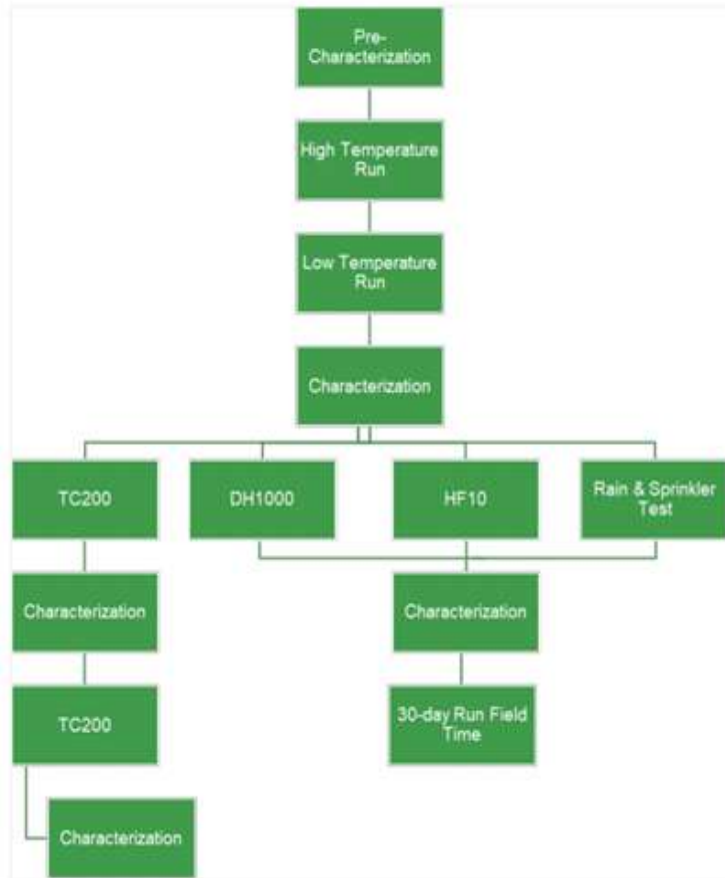 Pre-
Characterization
High Temperature
Run
Low Temperature
Run
Characterization
TC200
DH1000
HF10
Rain & Sprinkler
Test
Characterization
Characterization
TC200
30-day Run Field
Time
Characterization